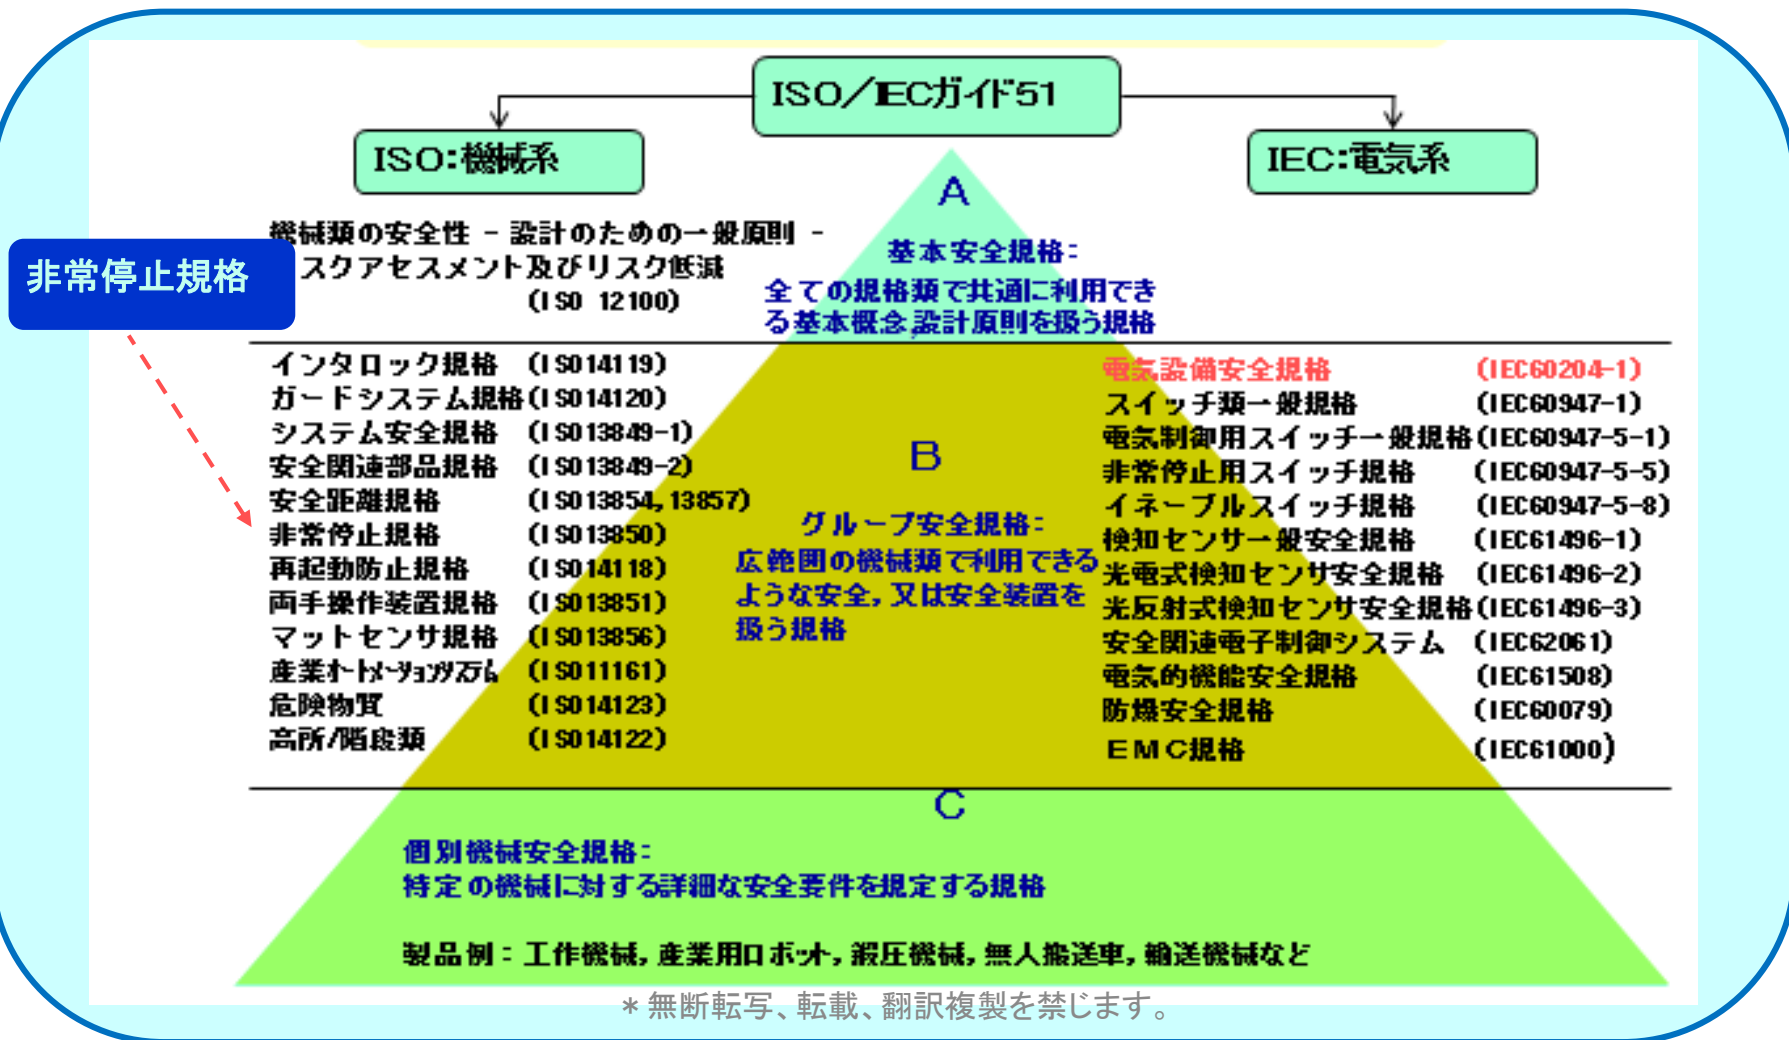 ISO／IECガイド51
ISO:機械系
IEC:電気系
A
機械類の安全性 - 設計のための一般原則 -
スクアセスメント及びリスク低減
(ISO 12100)
非常停止規格
基本安全規格:
全ての規格類で共通に利用でき
る基本概念,設計原則を扱う規格
インタロック規格 (ISO14119)
ガードシステム規格(ISO14120)
システム安全規格 (ISO13849-1)
安全関連部品規格 (ISO13849-2)
安全距離規格 (ISO13854,13857)
非常停止規格 (ISO13850)
再起動防止規格 (ISO14118)
両手操作装置規格 (ISO13851)
マットセンサ規格 (ISO13856)
産業オートメーションシステム (ISO11161)
危険物質 (ISO14123)
高所/階段類 (ISO14122)
B
グループ安全規格:
広範囲の機械類で利用できる
ような安全,又は安全装置を
扱う規格
電気設備安全規格 (IEC60204-1)
スイッチ類一般規格 (IEC60947-1)
電気制御用スイッチ一般規格(IEC60947-5-1)
非常停止用スイッチ規格 (IEC60947-5-5)
イネーブルスイッチ規格 (IEC60947-5-8)
検知センサ一般安全規格 (IEC61496-1)
光電式検知センサ安全規格 (IEC61496-2)
光反射式検知センサ安全規格(IEC61496-3)
安全関連電子制御システム (IEC62061)
電気的機能安全規格 (IEC61508)
防爆安全規格 (IEC60079)
EMC規格 (IEC61000)
C
個別機械安全規格:
特定の機械に対する詳細な安全要件を規定する規格
製品例:工作機械,産業用ロボット,鍛圧機械,無人搬送車,輸送機械など
＊無断転写、転載、翻訳複製を禁じます。